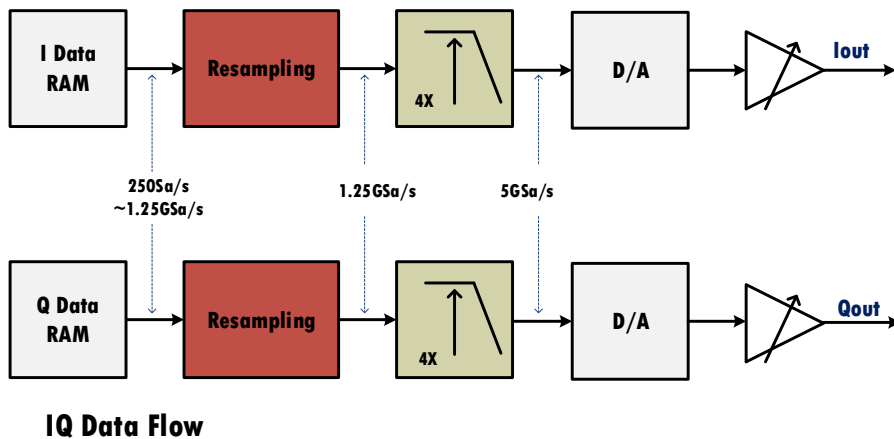 I Data
RAM
Resampling
4X
D/A
Iout
250Sa/s
~1.25GSa/s
1.25GSa/s
5GSa/s
Q Data
RAM
Resampling
4X
D/A
Qout
IQ Data Flow